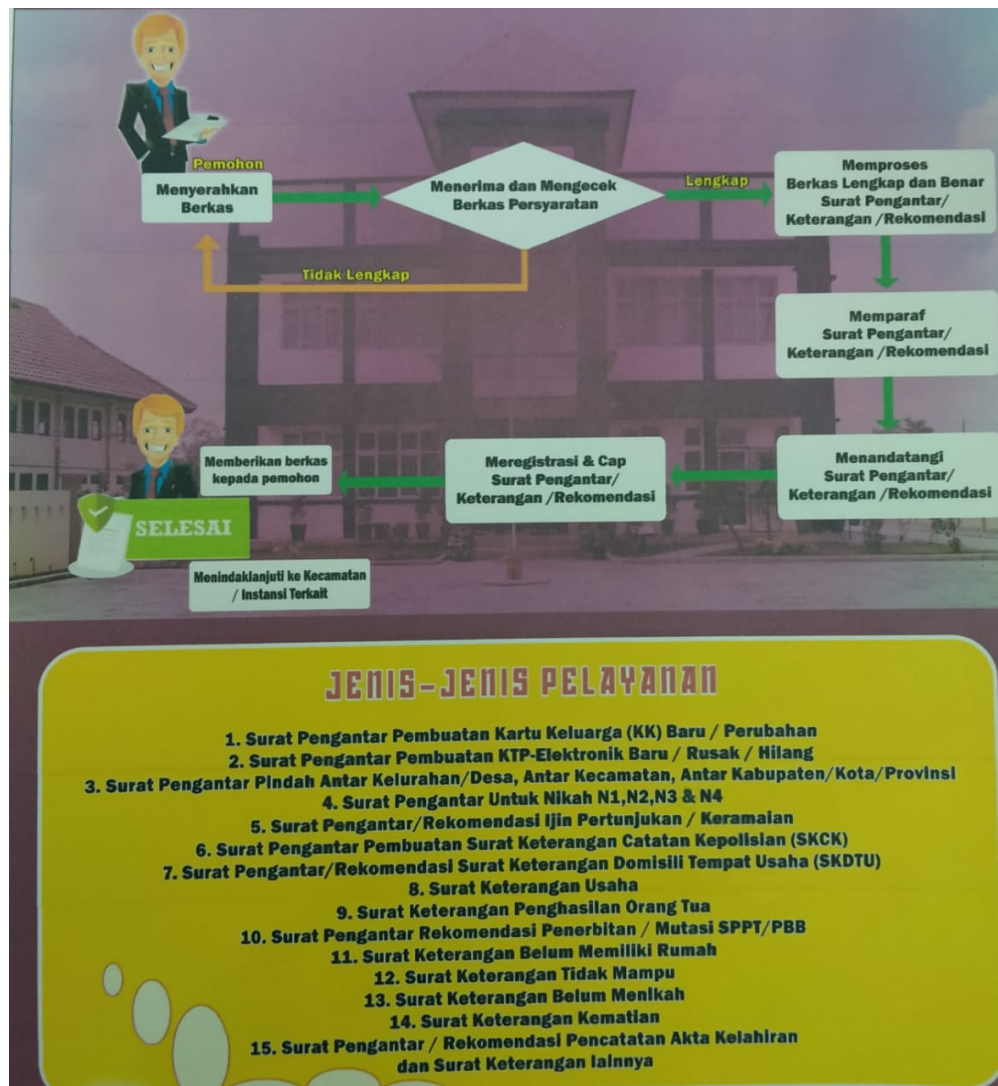 Pemohon
Menyerahkan
Berkas
Menerima dan Mengecek
Berkas Persyaratan
Lengkap
Memproses
Berkas Lengkap dan Benar
Surat Pengantar/
Keterangan /Rekomendasi
Tidak Lengkap
Memparaf
Surat Pengantar/
Keterangan /Rekomendasi
Menandatangi
Surat Pengantar/
Keterangan /Rekomendasi
Meregistrasi & Cap
Surat Pengantar/
Keterangan /Rekomendasi
Memberikan berkas
kepada pemohon
SELESAI
Menindaklanjuti ke Kecamatan
/ Instansi Terkait
JENIS-JENIS PELAYANAN
1. Surat Pengantar Pembuatan Kartu Keluarga (KK) Baru / Perubahan
2. Surat Pengantar Pembuatan KTP-Elektronik Baru / Rusak / Hilang
3. Surat Pengantar Pindah Antar Kelurahan/Desa, Antar Kecamatan, Antar Kabupaten/Kota/Provinsi
4. Surat Pengantar Untuk Nikah N1,N2,N3 & N4
5. Surat Pengantar/Rekomendasi Ijin Pertunjukan / Keramaian
6. Surat Pengantar Pembuatan Surat Keterangan Catatan Kepolisian (SKCK)
7. Surat Pengantar/Rekomendasi Surat Keterangan Domisili Tempat Usaha (SKDTU)
8. Surat Keterangan Usaha
9. Surat Keterangan Penghasilan Orang Tua
10. Surat Pengantar Rekomendasi Penerbitan / Mutasi SPPT/PBB
11. Surat Keterangan Belum Memiliki Rumah
12. Surat Keterangan Tidak Mampu
13. Surat Keterangan Belum Menikah
14. Surat Keterangan Kematian
15. Surat Pengantar / Rekomendasi Pencatatan Akta Kelahiran
dan Surat Keterangan lainnya